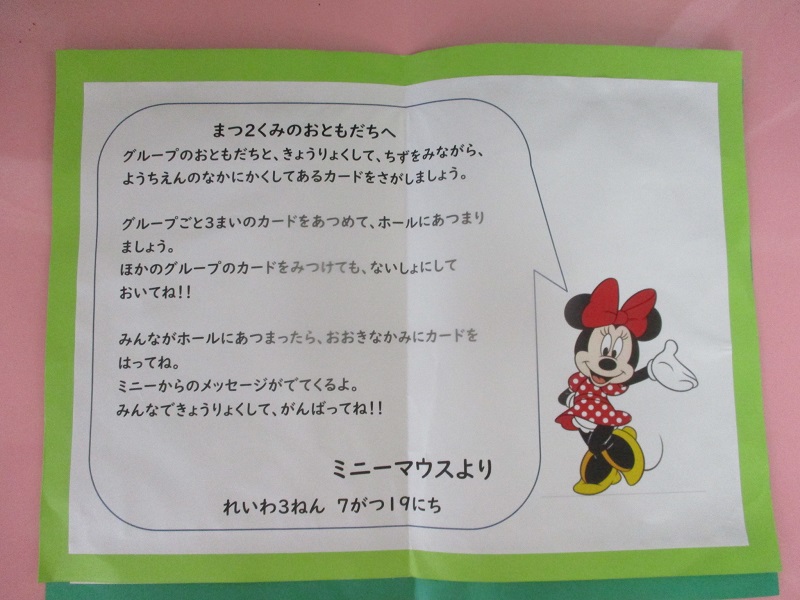 まつ2くみのおともだちへ
グループのおともだちと、きょうりょくして、ちずをみながら、
ようちえんのなかにかくしてあるカードをさがしましょう。
グループごと3まいのカードをあつめて、ホールにあつまり
ましょう。
ほかのグループのカードをみつけても、ないしょにして
おいてね!!
みんながホールにあつまったら、おおきなかみにカードを
はってね。
ミニーからのメッセージがでてくるよ。
みんなできょうりょくして、がんばってね!!
ミニーマウスより
れいわ3ねん 7がつ19にち